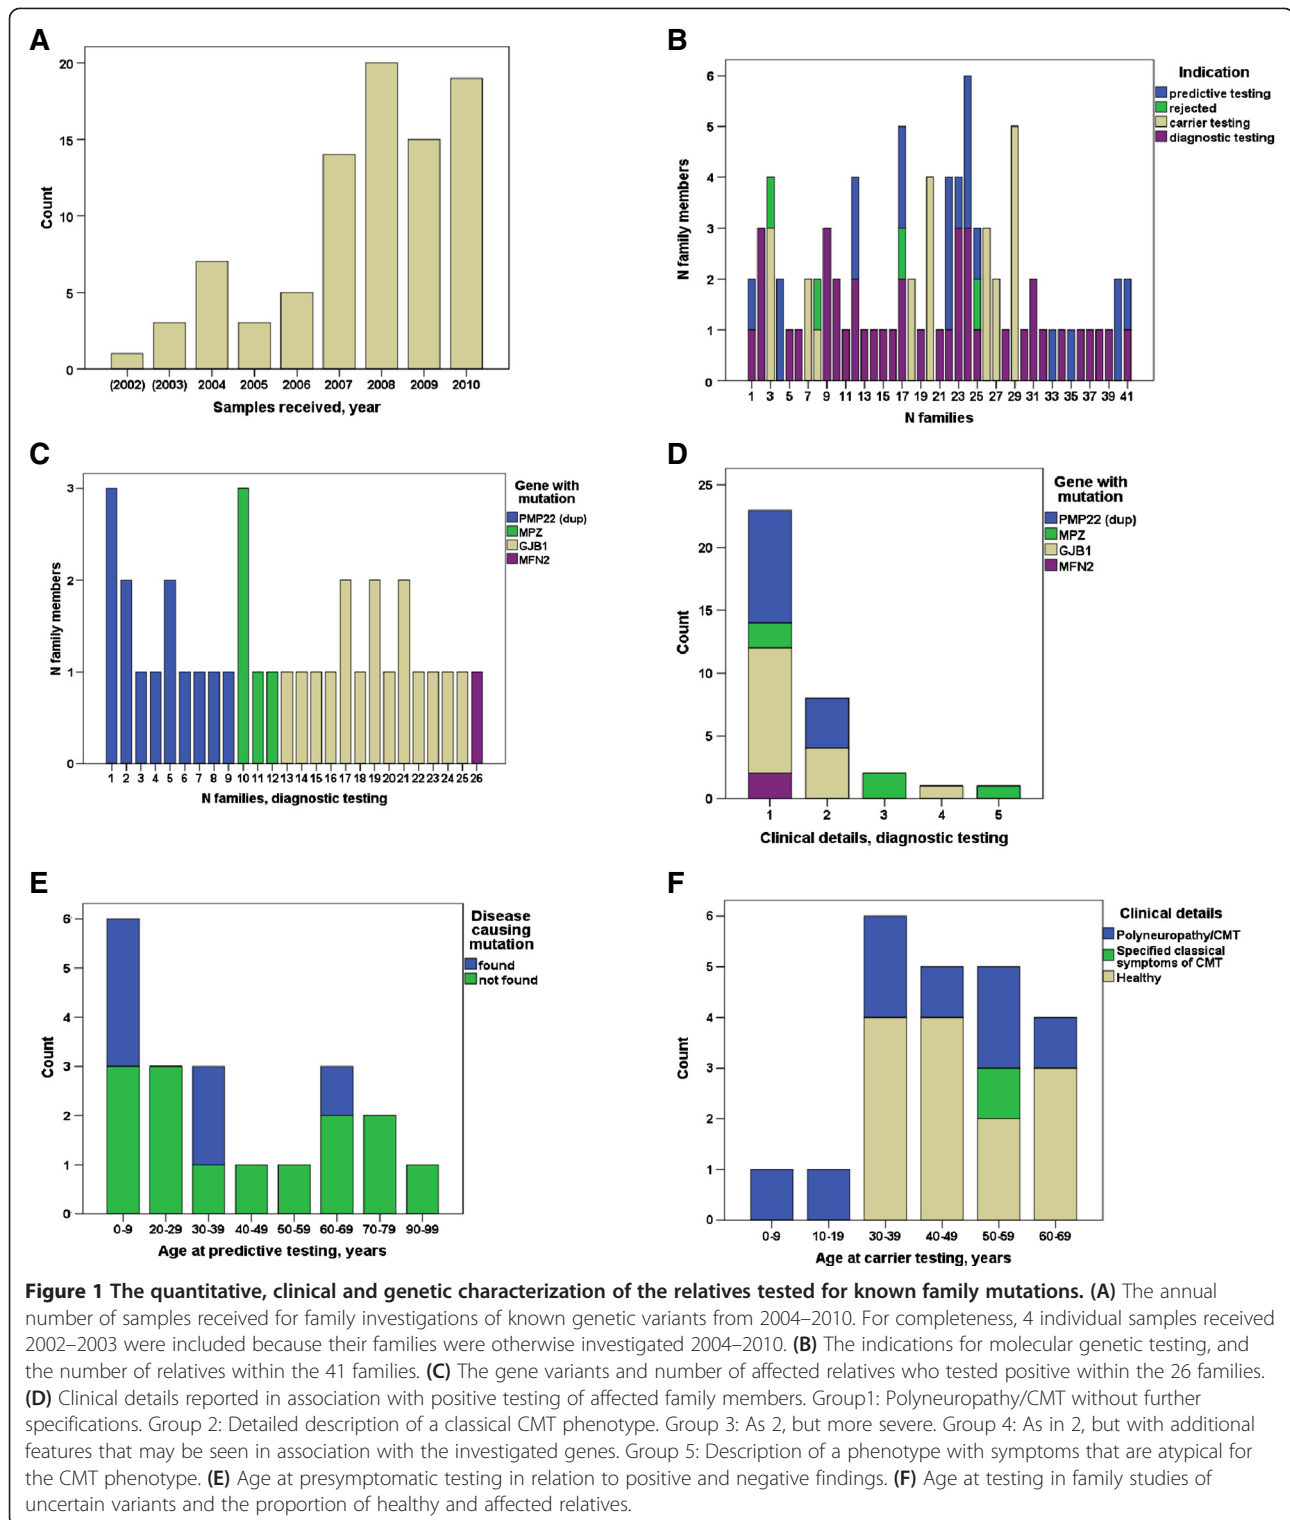 A
Count
20
15
10
5
0
(2002) (2003) 2004 2005 2006 2007 2008 2009 2010
Samples received, year
B
N family members
6
5
4
3
2
1
0
1 3 5 7 9 11 13 15 17 19 21 23 25 27 29 31 33 35 37 39 41
N families
Indication
predictive testing
rejected
carrier testing
diagnostic testing
C
N family members
3
2
1
0
1 2 3 4 5 6 7 8 9 10 11 12 13 14 15 16 17 18 19 20 21 22 23 24 25 26
N families, diagnostic testing
Gene with
mutation
PMP22 (dup)
MPZ
GJB1
MFN2
D
Count
25
20
15
10
5
0
1 2 3 4 5
Clinical details, diagnostic testing
Gene with
mutation
PMP22 (dup)
MPZ
GJB1
MFN2
E
Count
6
5
4
3
2
1
0
0-9 20-29 30-39 40-49 50-59 60-69 70-79 90-99
Age at predictive testing, years
Disease
causing
mutation
found
not found
F
Count
6
5
4
3
2
1
0
0-9 10-19 30-39 40-49 50-59 60-69
Age at carrier testing, years
Clinical details
Polyneuropathy/CMT
Specified classical
symptoms of CMT
Healthy
Figure 1 The quantitative, clinical and genetic characterization of the relatives tested for known family mutations. (A) The annual
number of samples received for family investigations of known genetic variants from 2004–2010. For completeness, 4 individual samples received
2002–2003 were included because their families were otherwise investigated 2004–2010. (B) The indications for molecular genetic testing, and
the number of relatives within the 41 families. (C) The gene variants and number of affected relatives who tested positive within the 26 families.
(D) Clinical details reported in association with positive testing of affected family members. Group1: Polyneuropathy/CMT without further
specifications. Group 2: Detailed description of a classical CMT phenotype. Group 3: As 2, but more severe. Group 4: As in 2, but with additional
features that may be seen in association with the investigated genes. Group 5: Description of a phenotype with symptoms that are atypical for
the CMT phenotype. (E) Age at presymptomatic testing in relation to positive and negative findings. (F) Age at testing in family studies of
uncertain variants and the proportion of healthy and affected relatives.